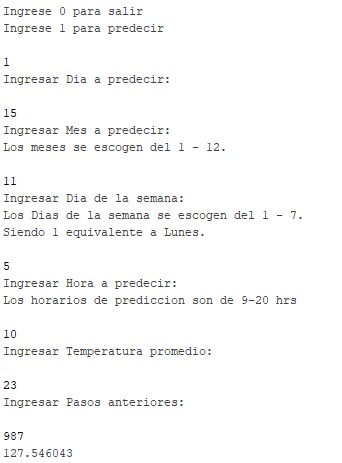 Ingrese 0 para salir
Ingrese 1 para predecir
1
Ingresar Dia a predecir:
15
Ingresar Mes a predecir:
Los meses se escogen del 1 - 12.
11
Ingresar Dia de la semana:
Los Dias de la semana se escogen del 1 - 7.
Siendo 1 equivalente a Lunes.
5
Ingresar Hora a predecir:
Los horarios de prediccion son de 9-20 hrs
10
Ingresar Temperatura promedio:
23
Ingresar Pasos anteriores:
987
127.546043